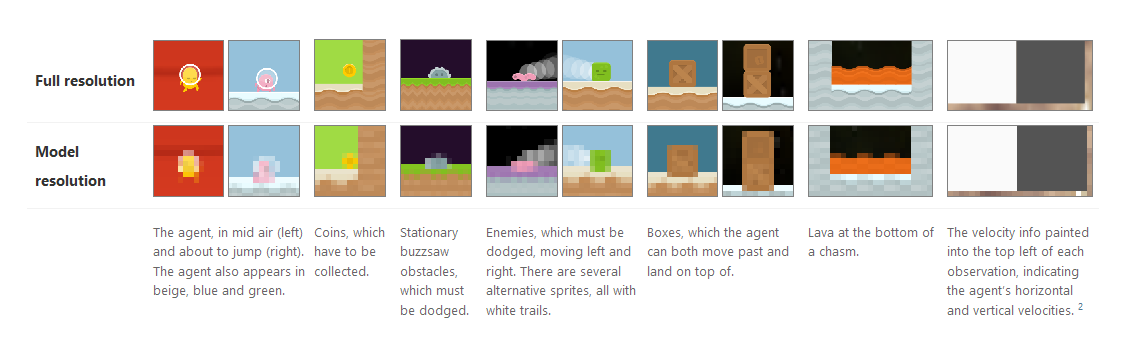 Full resolution
Model
resolution
The agent, in mid air (left)
and about to jump (right).
The agent also appears in
beige, blue and green.
Coins, which
have to be
collected.
Stationary
buzzsaw
obstacles,
which must
be dodged.
Enemies, which must be
dodged, moving left and
right. There are several
alternative sprites, all with
white trails.
Boxes, which the agent
can both move past and
land on top of.
Lava at the bottom of
a chasm.
The velocity info painted
into the top left of each
observation, indicating
the agent's horizontal
and vertical velocities. 2